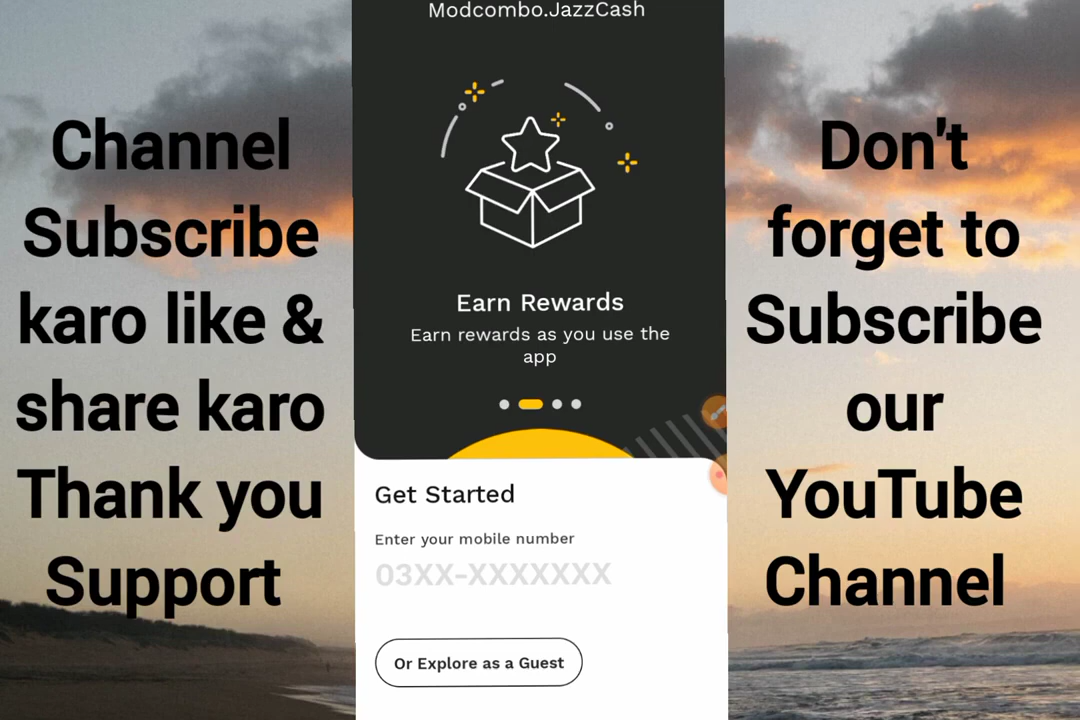 Channel
Subscribe
karo like &
share karo
Thank you
Support
Modcombo.JazzCash
Earn Rewards
Earn rewards as you use the
app
Get Started
Enter your mobile number
03XX-XXXXXXX
Or Explore as a Guest
Don't
forget to
Subscribe
our
YouTube
Channel